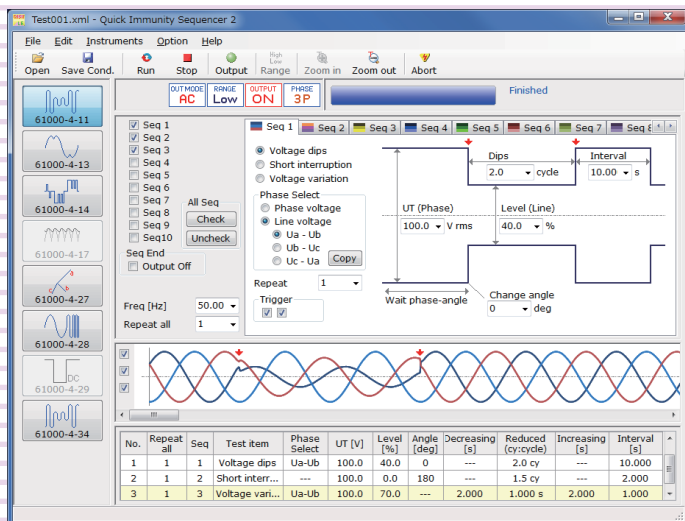 Test001.xml - Quick Immunity Sequencer 2
File Edit Instruments Option Help
Open Save Cond. Run Stop Output High Low Range Zoom in Zoom out Abort
61000-4-11
61000-4-13
61000-4-14
61000-4-17
61000-4-27
61000-4-28
DC
61000-4-29
61000-4-34
OUT MODE AC RANGE Low OUTPUT ON PHASE 3P
Finished
Seq 1
Seq 2
Seq 3
Seq 4
Seq 5
Seq 6
Seq 7
Seq 8
Seq 9
Seq10
All Seq
Check
Uncheck
Seq End
Output Off
Freq [Hz] 50.00
Repeat all 1
Seq 1 Seq 2 Seq 3 Seq 4 Seq 5 Seq 6 Seq 7 Seq 8
Voltage dips
Short interruption
Voltage variation
Phase Select
Phase voltage
Line voltage
Ua - Ub
Ub - Uc
Uc - Ua Copy
Repeat 1
Trigger
Dips
2.0 cycle
Interval
10.00 s
UT (Phase)
100.0 V rms
Level (Line)
40.0 %
Wait phase-angle
Change angle
0 deg
No. Repeat all Seq Test item Phase Select UT [V] Level [%] Angle [deg] Decreasing [s] Reduced (cy:cycle) Increasing [s] Interval [s]
1 1 1 Voltage dips Ua-Ub 100.0 40.0 0 --- 2.0 cy --- 10.000
2 1 2 Short interr... --- 100.0 0.0 180 --- 1.5 cy --- 2.000
3 1 3 Voltage vari... Ua-Ub 100.0 70.0 --- 2.000 1.000 s 2.000 1.000